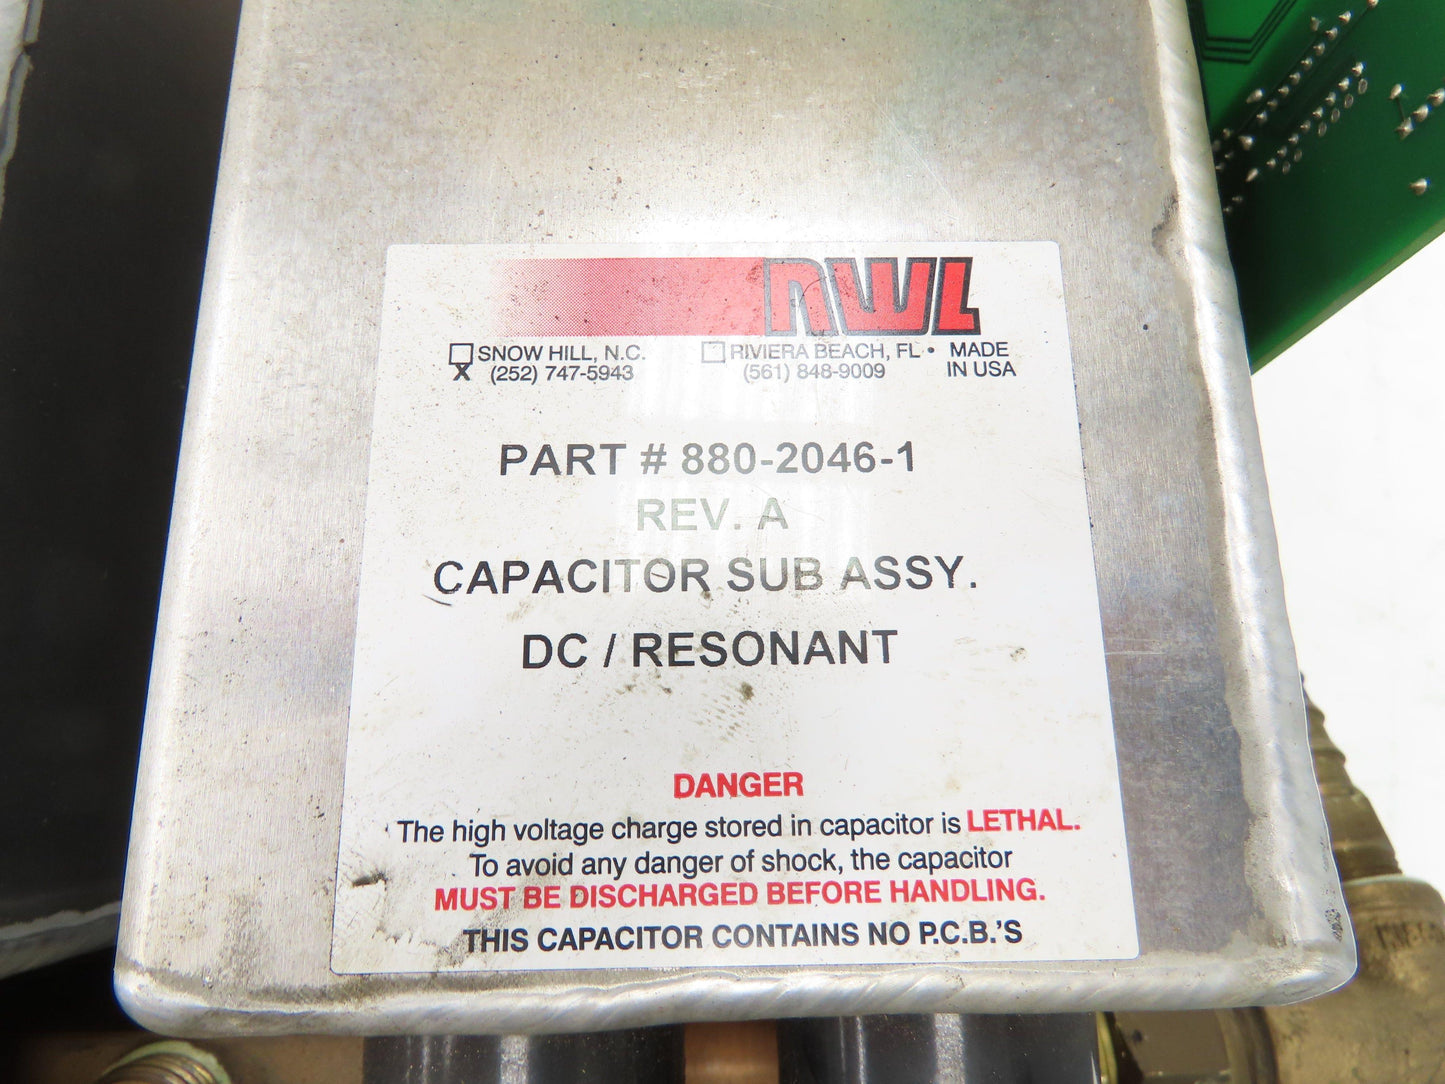 NWL
SNOW HILL, N.C.
X (252) 747-5943
RIVIERA BEACH, FL •
(561) 848-9009
MADE
IN USA
PART # 880-2046-1
REV. A
CAPACITOR SUB ASSY.
DC / RESONANT
DANGER
The high voltage charge stored in capacitor is LETHAL.
To avoid any danger of shock, the capacitor
MUST BE DISCHARGED BEFORE HANDLING.
THIS CAPACITOR CONTAINS NO P.C.B.'S